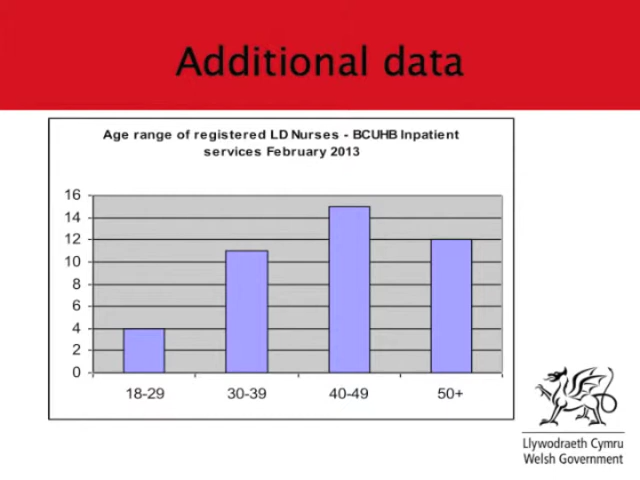 Additional data
Age range of registered LD Nurses - BCUHB Inpatient
services February 2013
16
14
12
10
8
6
4
2
0
18-29 30-39 40-49 50+
Llywodraeth Cymru
Welsh Government